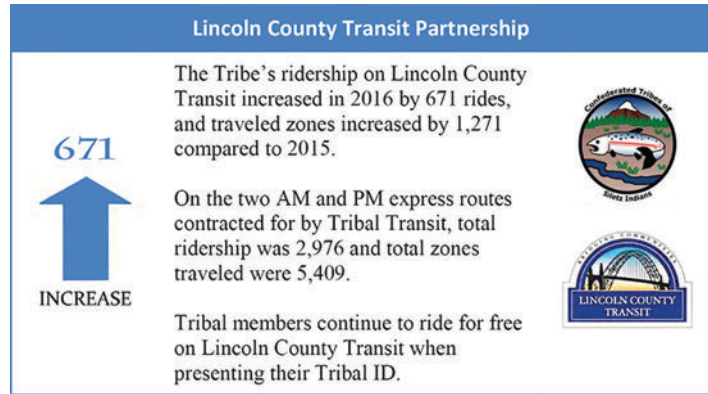 Lincoln County Transit Partnership
671
INCREASE
The Tribe's ridership on Lincoln County
Transit increased in 2016 by 671 rides,
and traveled zones increased by 1,271
compared to 2015.
On the two AM and PM express routes
contracted for by Tribal Transit, total
ridership was 2,976 and total zones
traveled were 5,409.
Tribal members continue to ride for free
on Lincoln County Transit when
presenting their Tribal ID.
Confederated Tribes of
Siletz Indians
BRIDGING COMMUNITIES
LINCOLN COUNTY
TRANSIT